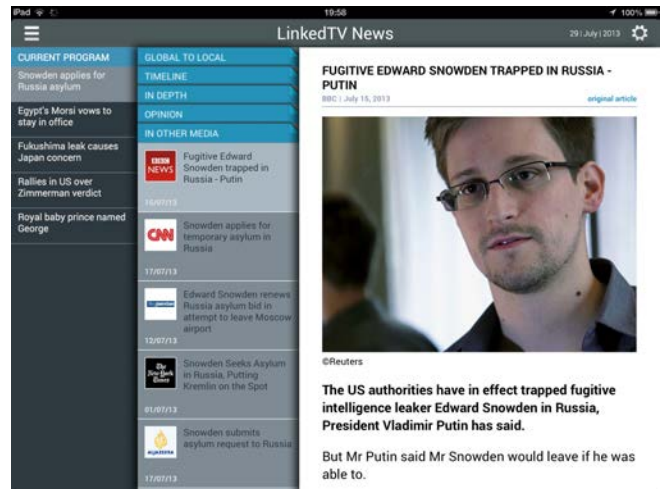 iPad
19:58
100%
LinkedTV News
29 | July | 2013
CURRENT PROGRAM
Snowden applies for
Russia asylum
Egypt's Morsi vows to
stay in office
Fukushima leak causes
Japan concern
Rallies in US over
Zimmerman verdict
Royal baby prince named
George
GLOBAL TO LOCAL
TIMELINE
IN DEPTH
OPINION
IN OTHER MEDIA
BBC
NEWS
Fugitive Edward
Snowden trapped in
Russia - Putin
16/07/13
CNN
Snowden applies for
temporary asylum in
Russia
17/07/13
Edward Snowden renews
Russia asylum bid in
attempt to leave Moscow
airport
12/07/13
The
New York
Times
Snowden Seeks Asylum
in Russia, Putting
Kremlin on the Spot
01/07/13
ALJAZEERA
Snowden submits
asylum request to Russia
17/07/13
FUGITIVE EDWARD SNOWDEN TRAPPED IN RUSSIA -
PUTIN
BBC | July 15, 2013
original article
©Reuters
The US authorities have in effect trapped fugitive
intelligence leaker Edward Snowden in Russia,
President Vladimir Putin has said.
But Mr Putin said Mr Snowden would leave if he was
able to.